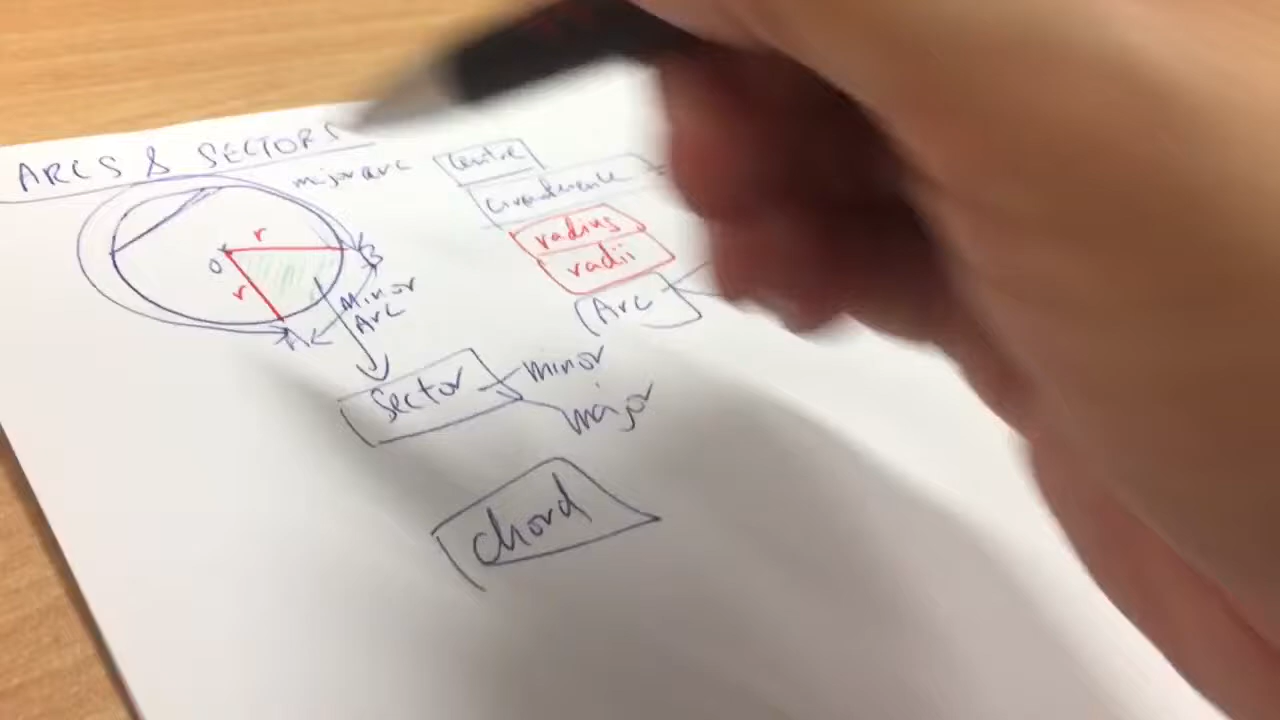 ARCS & SECTORS
major arc
centre
circumference
radius
radii
Arc
r
O
r
B
A
Minor
Arc
Sector
minor
major
chord